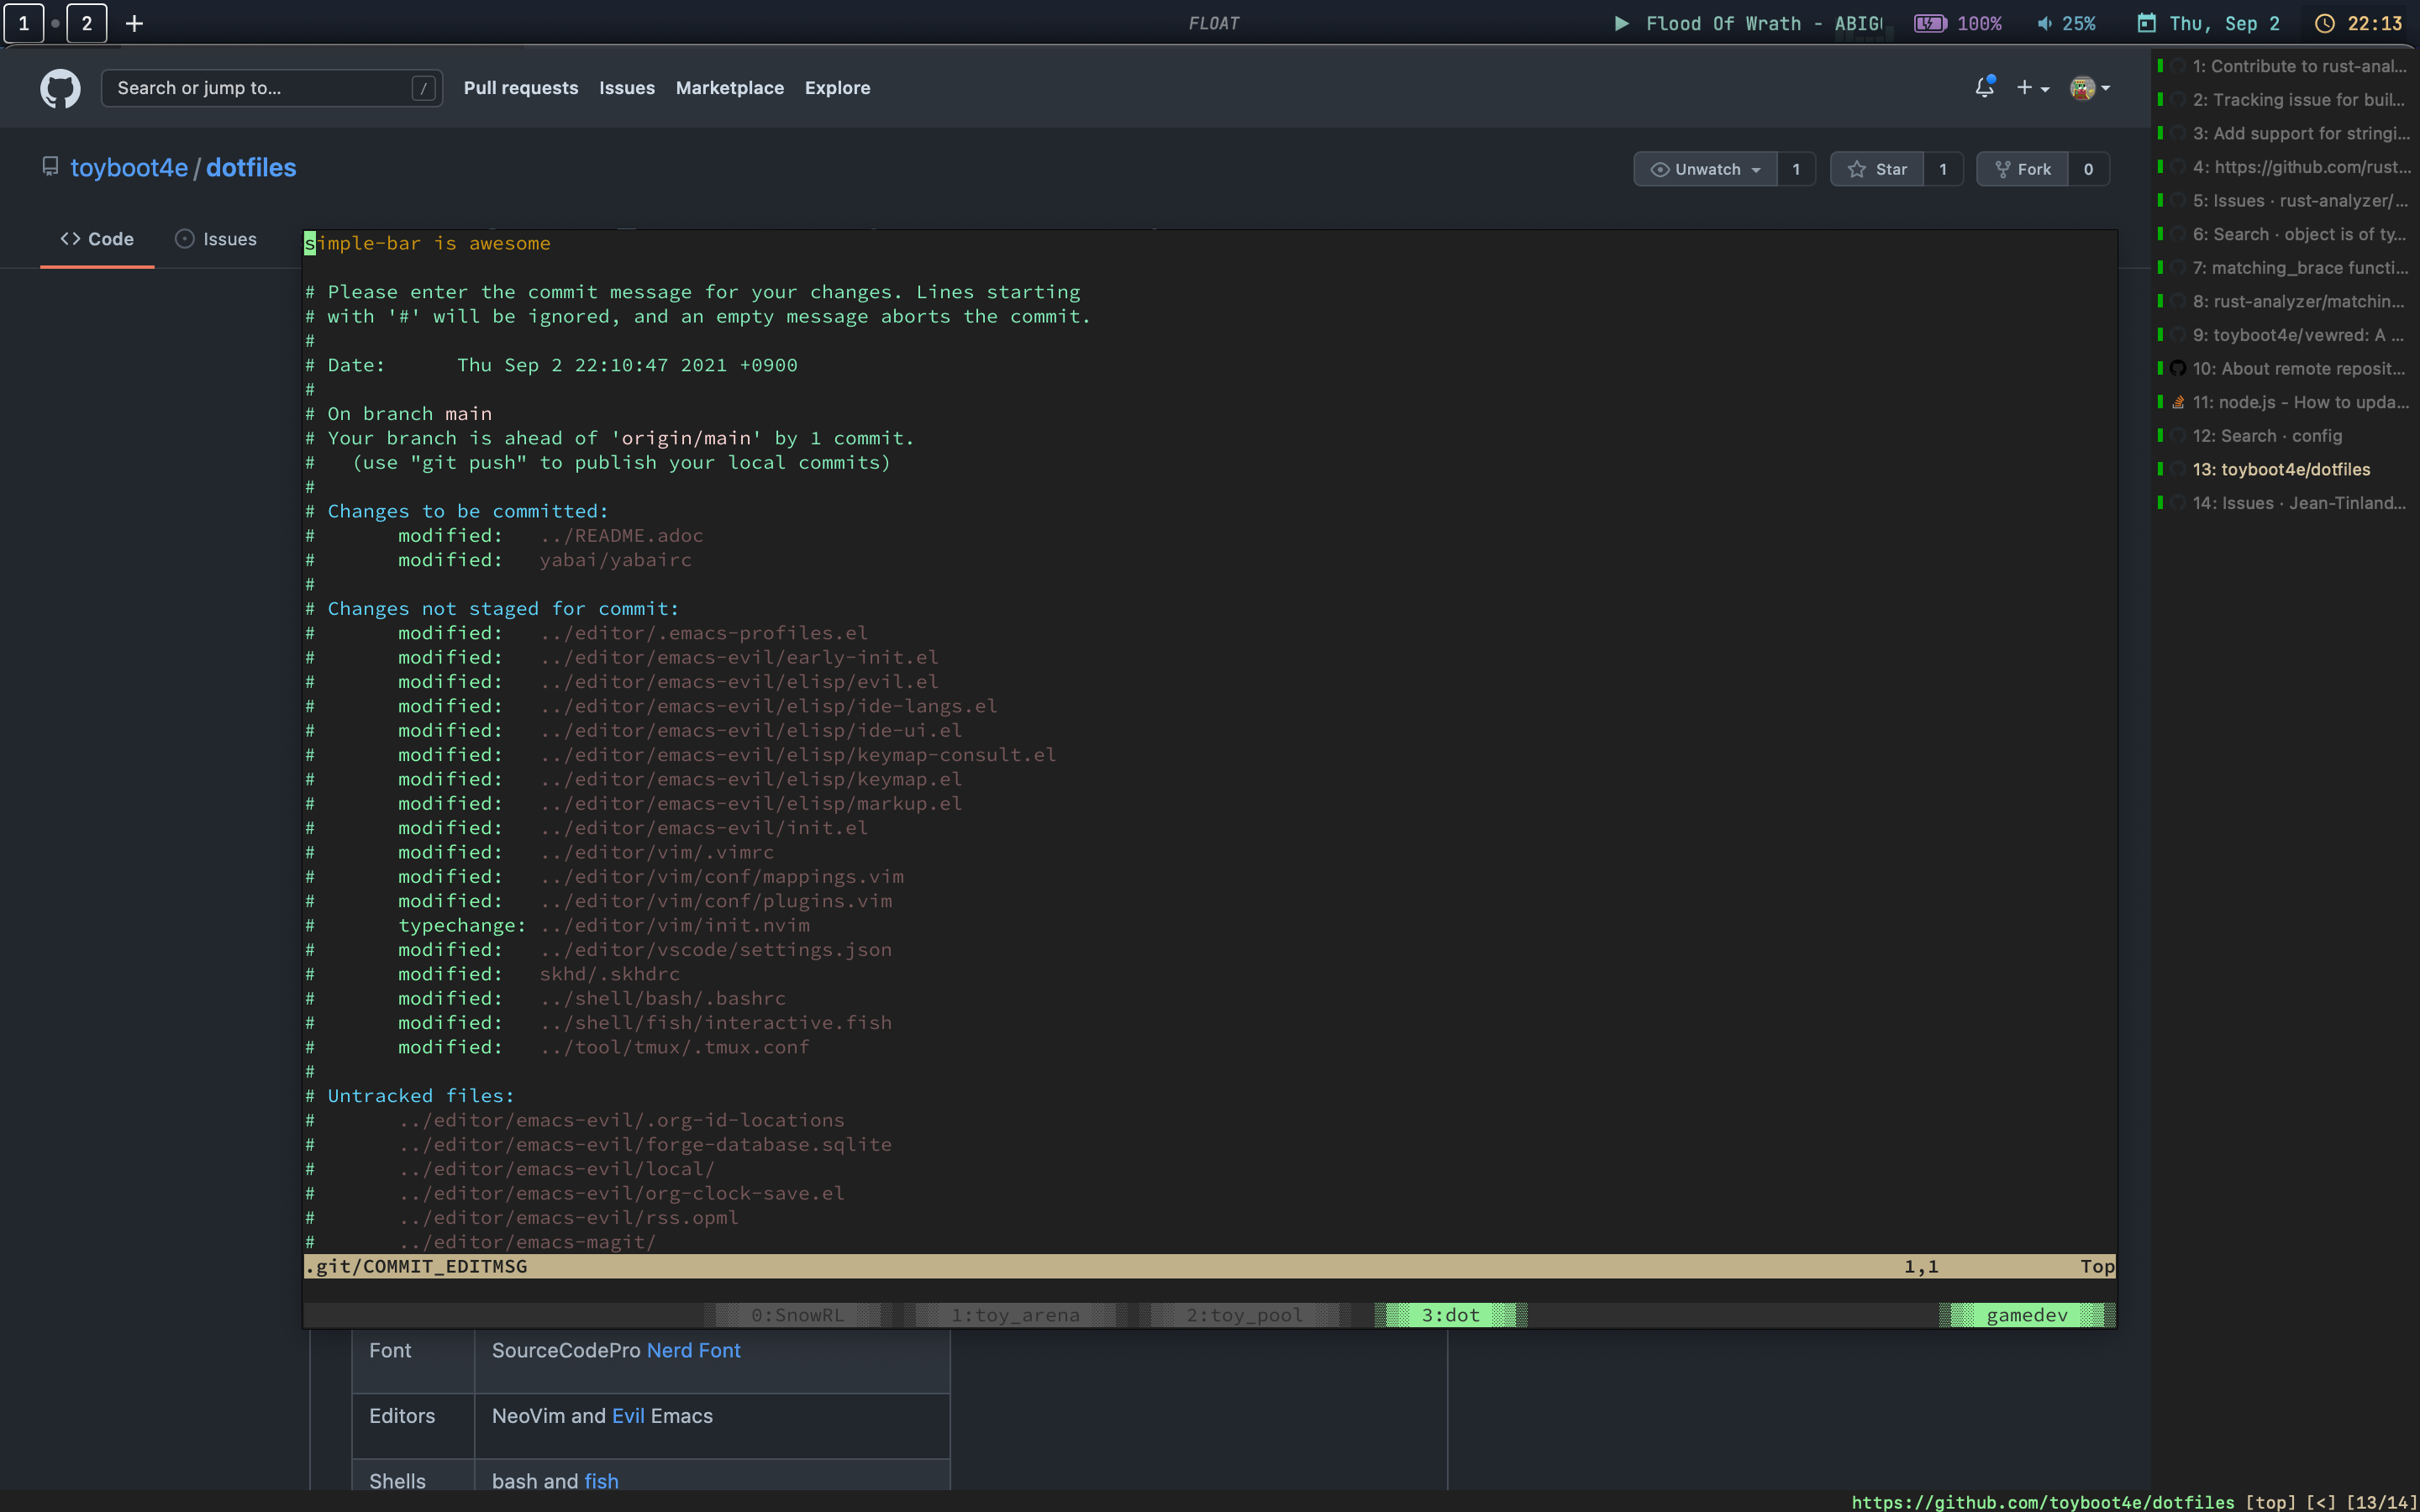 1 2 +
FLOAT
Flood Of Wrath - ABIG
100%
25%
Thu, Sep 2
22:13
Search or jump to... /
Pull requests Issues Marketplace Explore
toyboot4e / dotfiles
Unwatch 1 Star 1 Fork 0
Code Issues
simple-bar is awesome
# Please enter the commit message for your changes. Lines starting
# with '#' will be ignored, and an empty message aborts the commit.
#
# Date: Thu Sep 2 22:10:47 2021 +0900
#
# On branch main
# Your branch is ahead of 'origin/main' by 1 commit.
# (use "git push" to publish your local commits)
#
# Changes to be committed:
# modified: ../README.adoc
# modified: yabai/yabairc
#
# Changes not staged for commit:
# modified: ../editor/.emacs-profiles.el
# modified: ../editor/emacs-evil/early-init.el
# modified: ../editor/emacs-evil/elisp/evil.el
# modified: ../editor/emacs-evil/elisp/ide-langs.el
# modified: ../editor/emacs-evil/elisp/ide-ui.el
# modified: ../editor/emacs-evil/elisp/keymap-consult.el
# modified: ../editor/emacs-evil/elisp/keymap.el
# modified: ../editor/emacs-evil/elisp/markup.el
# modified: ../editor/emacs-evil/init.el
# modified: ../editor/vim/.vimrc
# modified: ../editor/vim/conf/mappings.vim
# modified: ../editor/vim/conf/plugins.vim
# typechange: ../editor/vim/init.nvim
# modified: ../editor/vscode/settings.json
# modified: skhd/.skhdrc
# modified: ../shell/bash/.bashrc
# modified: ../shell/fish/interactive.fish
# modified: ../tool/tmux/.tmux.conf
#
# Untracked files:
# ../editor/emacs-evil/.org-id-locations
# ../editor/emacs-evil/forge-database.sqlite
# ../editor/emacs-evil/local/
# ../editor/emacs-evil/org-clock-save.el
# ../editor/emacs-evil/rss.opml
# ../editor/emacs-magit/
.git/COMMIT_EDITMSG 1,1 Top
0:SnowRL 1:toy_arena 2:toy_pool 3:dot gamedev
Font SourceCodePro Nerd Font
Editors NeoVim and Evil Emacs
Shells bash and fish
1: Contribute to rust-anal...
2: Tracking issue for buil...
3: Add support for stringi...
4: https://github.com/rust...
5: Issues · rust-analyzer/...
6: Search · object is of ty...
7: matching_brace functi...
8: rust-analyzer/matchin...
9: toyboot4e/vewred: A ...
10: About remote reposit...
11: node.js - How to upda...
12: Search · config
13: toyboot4e/dotfiles
14: Issues · Jean-Tinland...
https://github.com/toyboot4e/dotfiles [top] [<] [13/14]